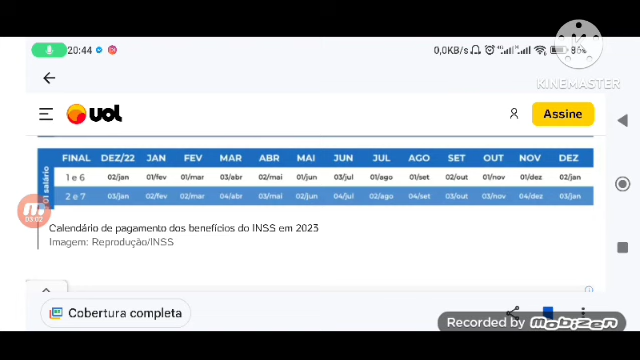 20:44
0,0KB/s
86%
KINEMASTER
UOL
Assine
FINAL DEZ/22 JAN FEV MAR ABR MAI JUN JUL AGO SET OUT NOV DEZ
1 e 6 02/jan 01/fev 01/mar 03/abr 02/mai 01/jun 03/jul 01/ago 01/set 02/out 01/nov 01/dez 02/jan
2 e 7 03/jan 02/fev 02/mar 04/abr 03/mai 02/jun 04/jul 02/ago 04/set 03/out 03/nov 04/dez 03/jan
01 salário
03:02
Calendário de pagamento dos benefícios do INSS em 2023
Imagem: Reprodução/INSS
Cobertura completa
Recorded by MOBIZEN